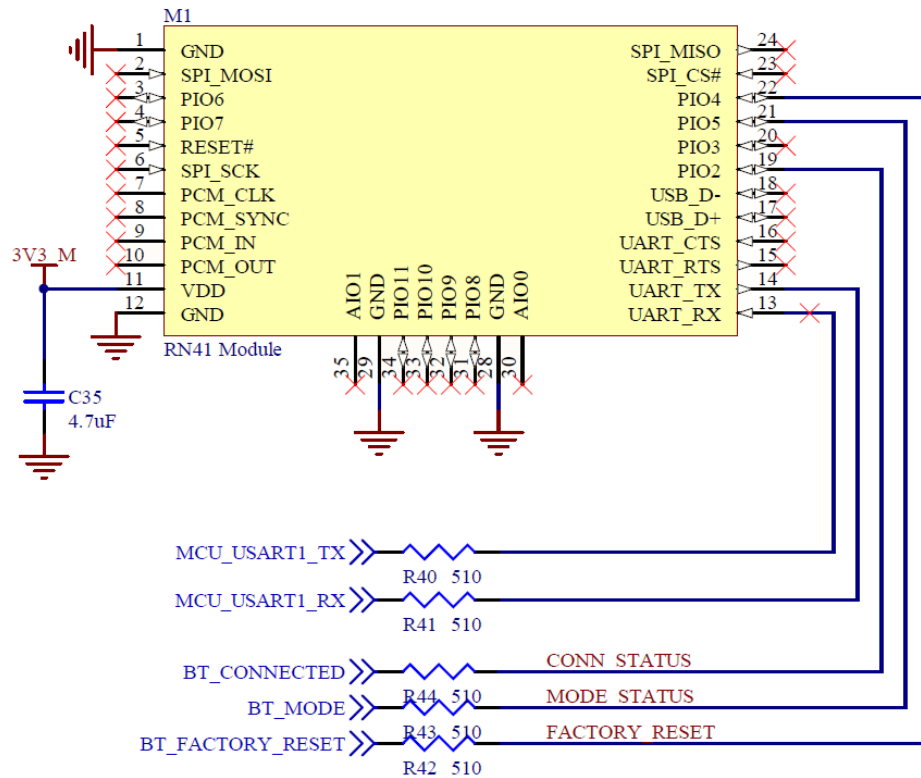 M1
1 GND
2 SPI_MOSI
3 PIO6
4 PIO7
5 RESET#
6 SPI_SCK
7 PCM_CLK
8 PCM_SYNC
9 PCM_IN
10 PCM_OUT
11 VDD
12 GND
SPI_MISO 24
SPI_CS# 23
PIO4 22
PIO5 21
PIO3 20
PIO2 19
USB_D- 18
USB_D+ 17
UART_CTS 16
UART_RTS 15
UART_TX 14
UART_RX 13
AIO1 35
GND 29
PIO11 34
PIO10 33
PIO9 32
PIO8 31
GND 28
AIO0 30
RN41 Module
3V3_M
C35
4.7uF
MCU_USART1_TX
R40 510
MCU_USART1_RX
R41 510
BT_CONNECTED
CONN_STATUS
R44 510
BT_MODE
MODE_STATUS
R43 510
BT_FACTORY_RESET
FACTORY_RESET
R42 510